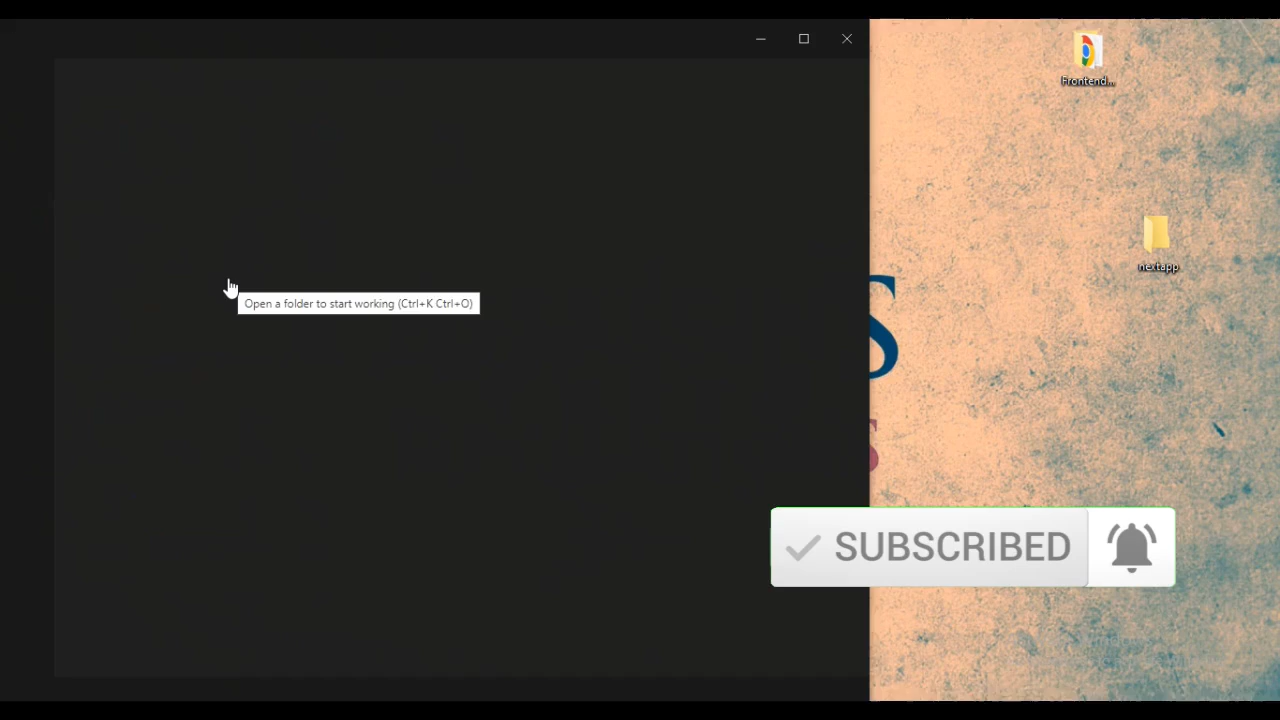 Frontend...
nextapp
Open a folder to start working (Ctrl+K Ctrl+O)
S
s
SUBSCRIBED